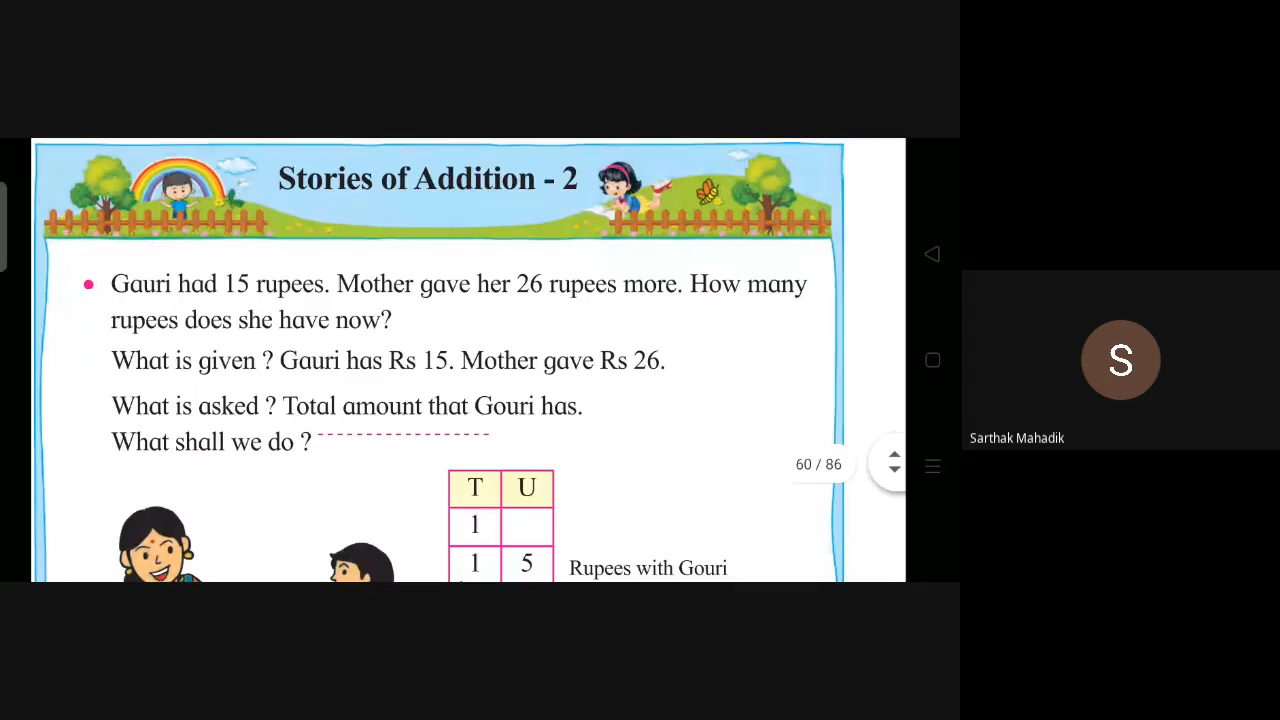 Stories of Addition - 2
• Gauri had 15 rupees. Mother gave her 26 rupees more. How many
rupees does she have now?
What is given ? Gauri has Rs 15. Mother gave Rs 26.
What is asked ? Total amount that Gouri has.
What shall we do ? ------------------
60 / 86
T U
1
1 5 Rupees with Gouri
S
Sarthak Mahadik